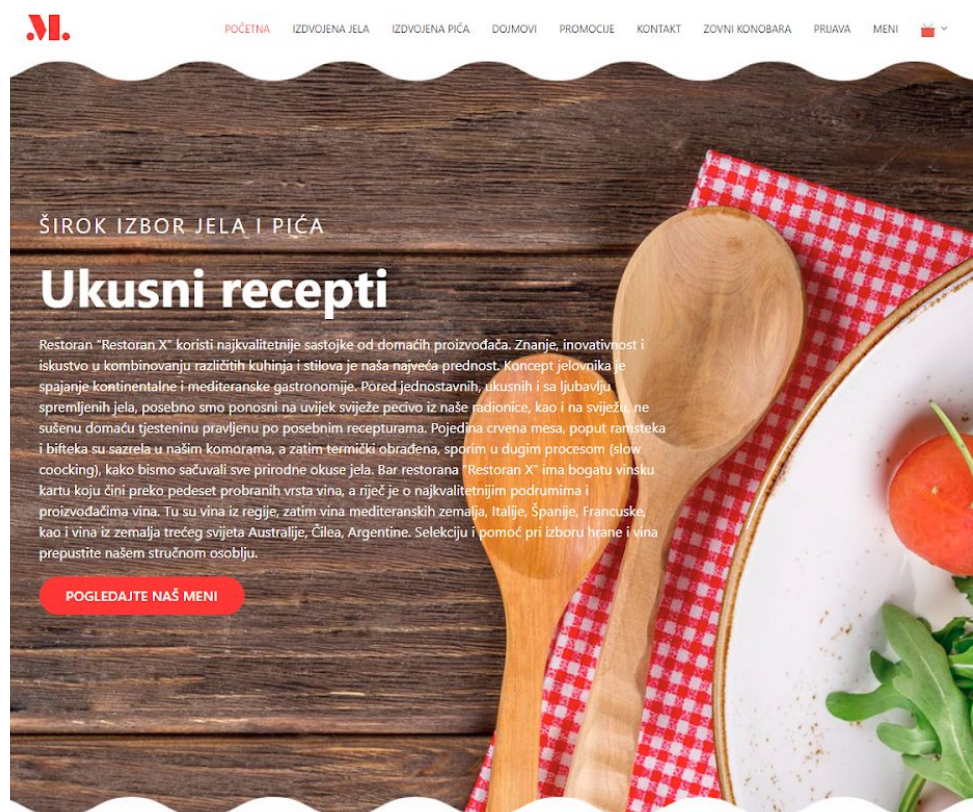 .M.
POČETNA IZDVOJENA JELA IZDVOJENA PIĆA DOJMOVI PROMOCIJE KONTAKT ZOVNI KONOBARA PRIJAVA MENI
ŠIROK IZBOR JELA I PIĆA
Ukusni recepti
Restoran "Restoran X" koristi najkvalitetnije sastojke od domaćih proizvođača. Znanje, inovativnost i
iskustvo u kombinovanju različitih kuhinja i stilova je naša najveća prednost. Koncept jelovnika je
spajanje kontinentalne i mediteranske gastronomije. Pored jednostavnih, ukusnih i sa ljubavlju
spremljenih jela, posebno smo ponosni na uvijek svježe pecivo iz naše radionice, kao i na sviježu, ne
sušenu domaću tjesteninu pravljenu po posebnim recepturama. Pojedina crvena mesa, poput ramsteka
i bifteka su sazrela u našim komorama, a zatim termički obrađena, sporim u dugim procesom (slow
coocking), kako bismo sačuvali sve prirodne okuse jela. Bar restorana "Restoran X" ima bogatu vinsku
kartu koju čini preko pedeset probranih vrsta vina, a riječ je o najkvalitetnijim podrumima i
proizvođačima vina. Tu su vina iz regije, zatim vina mediteranskih zemalja, Italije, Španije, Francuske,
kao i vina iz zemalja trećeg svijeta Australije, Čilea, Argentine. Selekciju i pomoć pri izboru hrane i vina
prepustite našem stručnom osoblju.
POGLEDAJTE NAŠ MENI